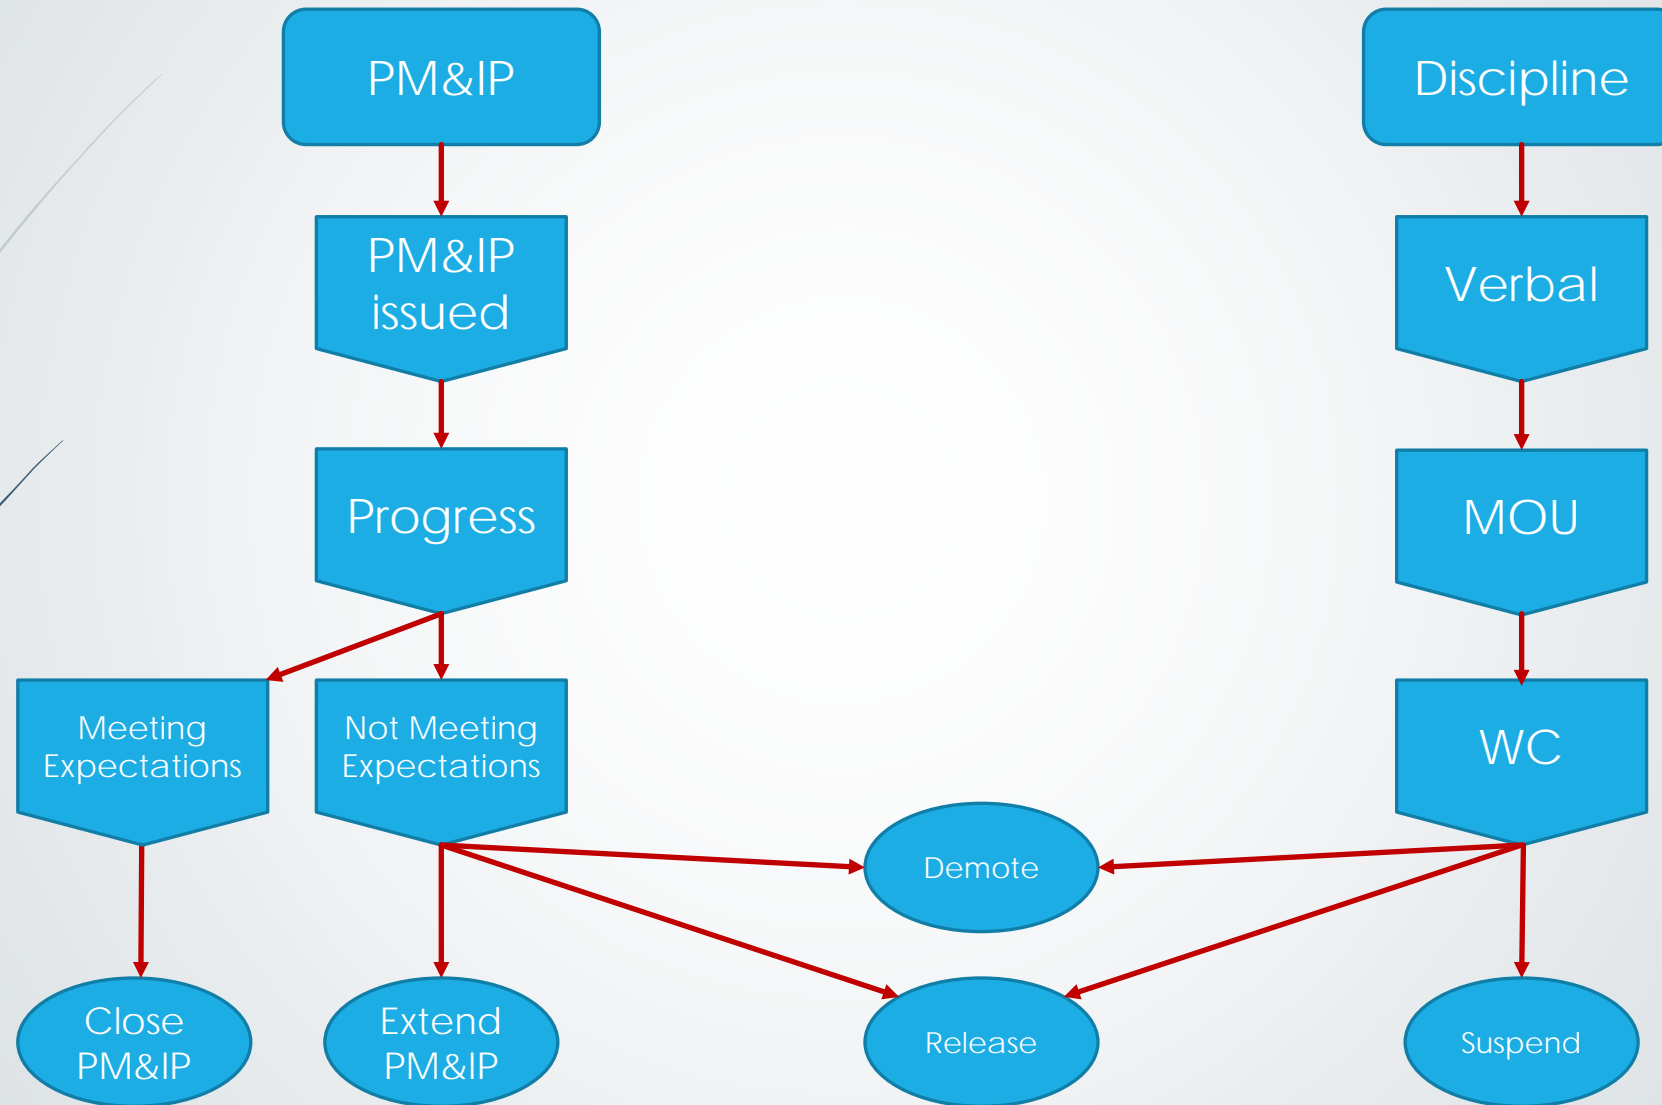 PM&IP
Discipline
PM&IP
issued
Verbal
Progress
MOU
Meeting
Expectations
Not Meeting
Expectations
WC
Demote
Close
PM&IP
Extend
PM&IP
Release
Suspend